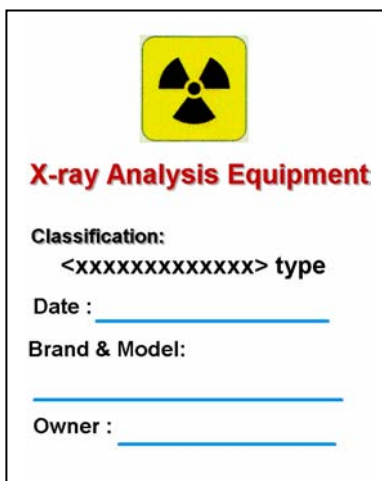 X-ray Analysis Equipment
Classification:
<xxxxxxxxxxxxx> type
Date :
Brand & Model:
Owner :